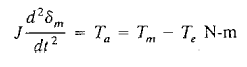 J d²δₘ/dt² = Tₐ = Tₘ − Tₑ N-m